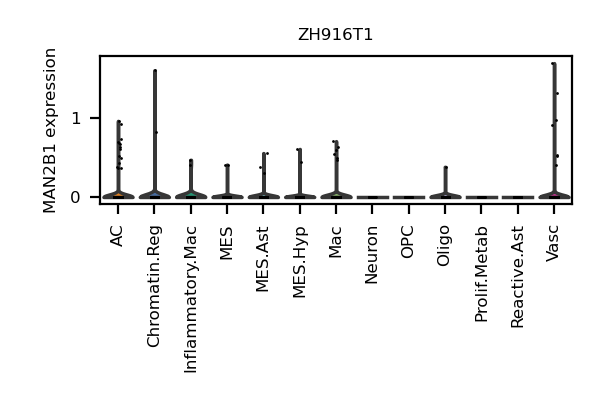 ZH916T1
MAN2B1 expression
1
0
AC
Chromatin.Reg
Inflammatory.Mac
MES
MES.Ast
MES.Hyp
Mac
Neuron
OPC
Oligo
Prolif.Metab
Reactive.Ast
Vasc